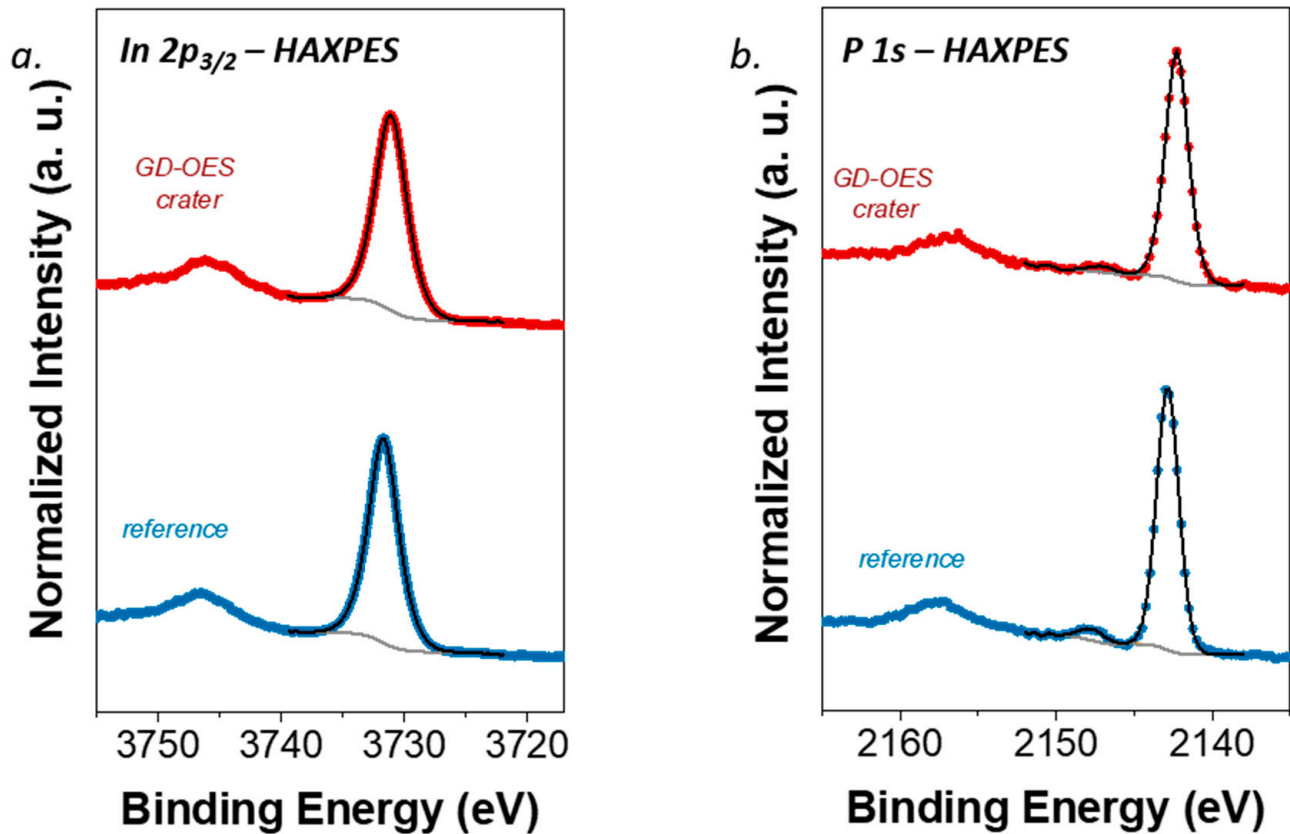 a.
In 2p3/2 – HAXPES
GD-OES
crater
reference
Normalized Intensity (a. u.)
3750 3740 3730 3720
Binding Energy (eV)
b.
P 1s – HAXPES
GD-OES
crater
reference
Normalized Intensity (a. u.)
2160 2150 2140
Binding Energy (eV)